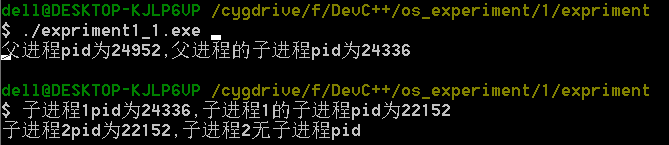 dell@DESKTOP-KJLP6VP /cygdrive/f/DevC++/os_experiment/1/expriment
$ ./expriment1_1.exe
父进程pid为24952,父进程的子进程pid为24336
dell@DESKTOP-KJLP6VP /cygdrive/f/DevC++/os_experiment/1/expriment
$ 子进程1pid为24336,子进程1的子进程pid为22152
子进程2pid为22152,子进程2无子进程pid